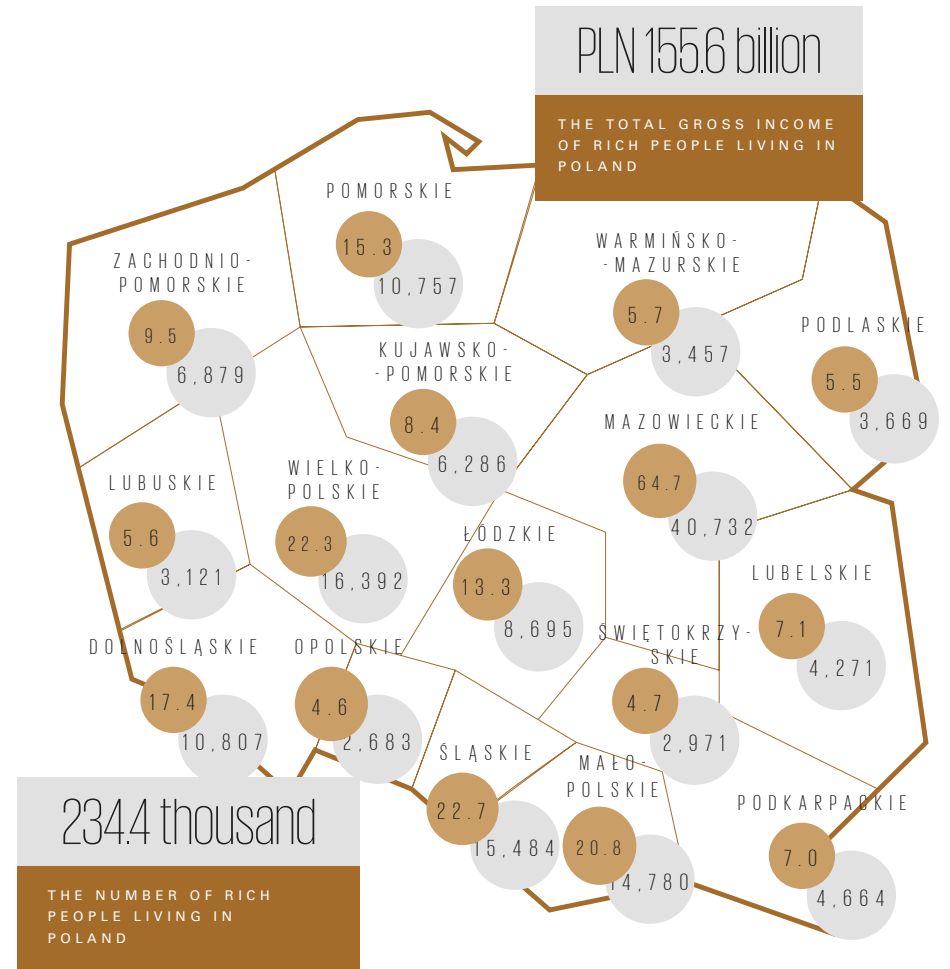 PLN 155.6 billion
THE TOTAL GROSS INCOME
OF RICH PEOPLE LIVING IN
POLAND
POMORSKIE
15.3
10,757
WARMIŃSKO-
-MAZURSKIE
5.7
3,457
ZACHODNIO-
POMORSKIE
9.5
6,879
PODLASKIE
5.5
3,669
KUJAWSKO-
-POMORSKIE
8.4
6,286
MAZOWIECKIE
64.7
40,732
LUBUSKIE
5.6
3,121
WIELKO-
POLSKIE
22.3
16,392
ŁÓDZKIE
13.3
8,695
LUBELSKIE
7.1
4,271
DOLNOŚLĄSKIE
17.4
10,807
OPOLSKIE
4.6
2,683
ŚWIĘTOKRZY-
SKIE
4.7
2,971
ŚLĄSKIE
22.7
15,484
MAŁO-
POLSKIE
20.8
14,780
PODKARPACKIE
7.0
4,664
234.4 thousand
THE NUMBER OF RICH
PEOPLE LIVING IN
POLAND